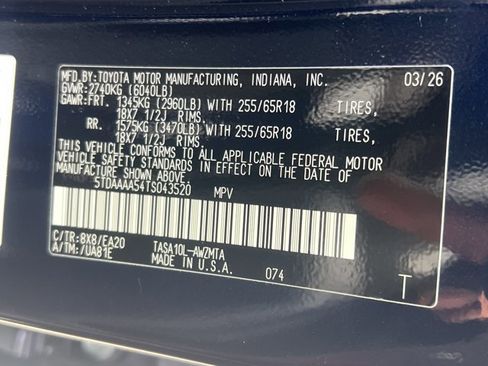 MFD.BY:TOYOTA MOTOR MANUFACTURING, INDIANA, INC. 03/26
GVWR:2740KG (6040LB)
GAWR:FRT. 1345KG (2960LB) WITH 255/65R18 TIRES,
18X7 1/2J RIMS,
RR. 1575KG (3470LB) WITH 255/65R18 TIRES,
18X7 1/2J RIMS.
THIS VEHICLE CONFORMS TO ALL APPLICABLE FEDERAL MOTOR
VEHICLE SAFETY STANDARDS IN EFFECT ON THE DATE OF
MANUFACTURE SHOWN ABOVE.
5TDAAAA54TS043520 MPV
C/TR:8X8/EA20 TASA10L-AWZMTA
A/TM:/UA81E MADE IN U.S.A. 074 T